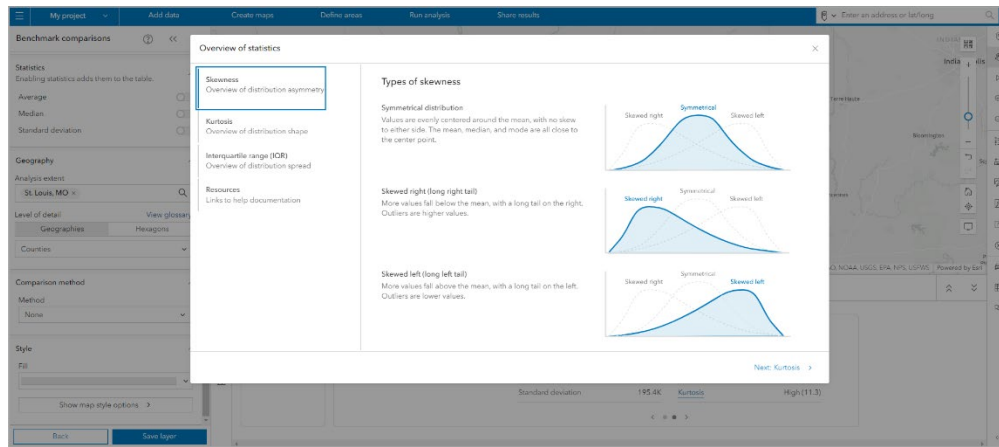 My project
Add data
Create maps
Define areas
Run analysis
Share results
Enter an address or lat/long
Benchmark comparisons
Statistics
Enabling statistics adds them to the table.
Average
Median
Standard deviation
Geography
Analysis extent
St. Louis, MO ×
Level of detail
View glossary
Geographies
Hexagons
Counties
Comparison method
Method
None
Style
Fill
Show map style options
Back
Save layer
Overview of statistics
Skewness
Overview of distribution asymmetry
Kurtosis
Overview of distribution shape
Interquartile range (IQR)
Overview of distribution spread
Resources
Links to help documentation
Types of skewness
Symmetrical distribution
Values are evenly centered around the mean, with no skew
to either side. The mean, median, and mode are all close to
the center point.
Skewed right
Symmetrical
Skewed left
Skewed right (long right tail)
More values fall below the mean, with a long tail on the right.
Outliers are higher values.
Skewed right
Symmetrical
Skewed left
Skewed left (long left tail)
More values fall above the mean, with a long tail on the left.
Outliers are lower values.
Skewed right
Symmetrical
Skewed left
Next: Kurtosis
Terre Haute
Bloomington
NOAA, USGS, EPA, NPS, USFWS
Powered by Esri
Standard deviation
195.4K
Kurtosis
High (11.3)